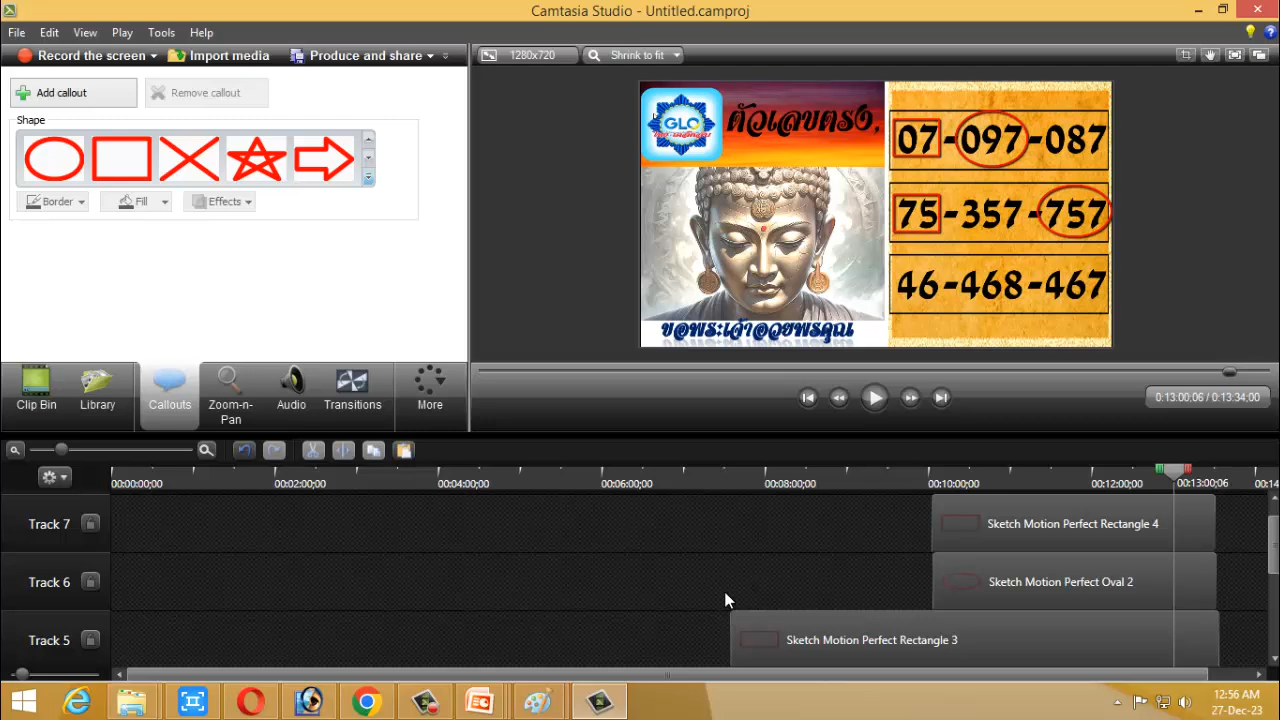 Camtasia Studio - Untitled.camproj
File Edit View Play Tools Help
Record the screen Import media Produce and share
1280x720 Shrink to fit
Add callout Remove callout
Shape
Border Fill Effects
GLO
ตัวเลขตรง,
07-097-087
75-357-757
46-468-467
ขอพระเจ้าอวยพรคุณ
Clip Bin Library Callouts Zoom-n-Pan Audio Transitions More
0:13:00;06 / 0:13:34;00
00:00:00;00 00:02:00;00 00:04:00;00 00:06:00;00 00:08:00;00 00:10:00;00 00:12:00;00 00:13:00;06 00:14
Track 7 Sketch Motion Perfect Rectangle 4
Track 6 Sketch Motion Perfect Oval 2
Track 5 Sketch Motion Perfect Rectangle 3
12:56 AM
27-Dec-23